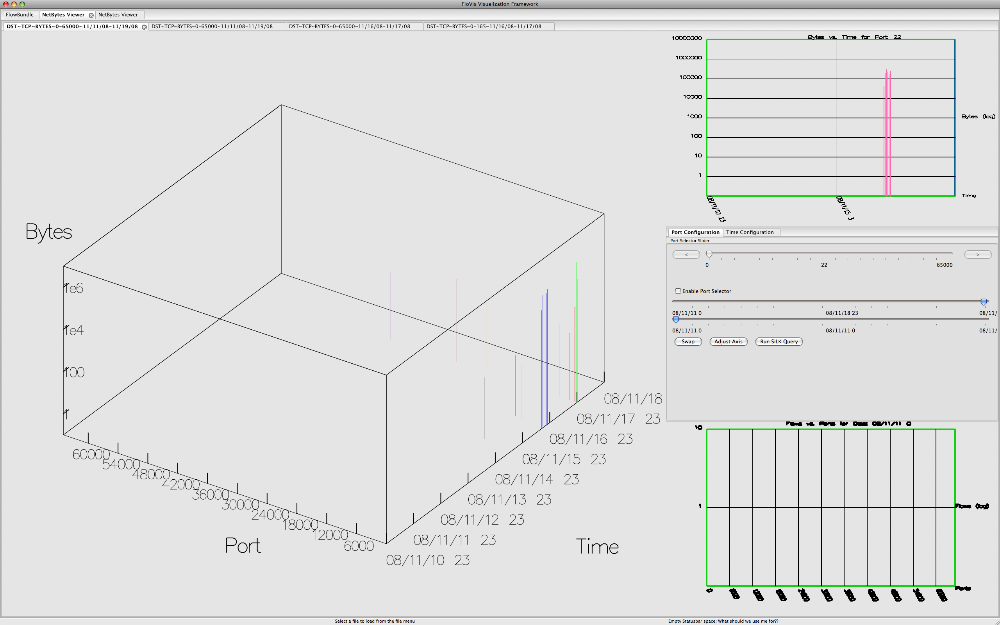 FloVis Visualization Framework
FlowBundle
NetBytes Viewer
NetBytes Viewer
DST~TCP~BYTES~0-65000~11/11/08-11/19/08
DST~TCP~BYTES~0-65000~11/11/08-11/19/08
DST~TCP~BYTES~0-65000~11/16/08-11/17/08
DST~TCP~BYTES~0-165~11/16/08-11/17/08
Bytes
1e6
1e4
100
1
60000
54000
48000
42000
36000
30000
24000
18000
12000
6000
Port
08/11/18
08/11/17 23
08/11/16 23
08/11/15 23
08/11/14 23
08/11/13 23
08/11/12 23
08/11/11 23
08/11/10 23
Time
Bytes vs. Time for Port: 22
10000000
1000000
100000
10000
1000
100
10
1
Bytes (log)
Time
08/11/10 23
08/11/15 3
Port Configuration
Time Configuration
Port Selector Slider
<
>
0
22
65000
Enable Port Selector
08/11/11 0
08/11/18 23
08/11/
08/11/11 0
08/11/11 0
08/11/
Swap
Adjust Axis
Run SiLK Query
Flows vs. Ports for Date: 08/11/11 0
10
1
Flows (log)
Ports
0
6000
12000
Select a file to load from the file menu
Empty Statusbar space: What should we use me for??